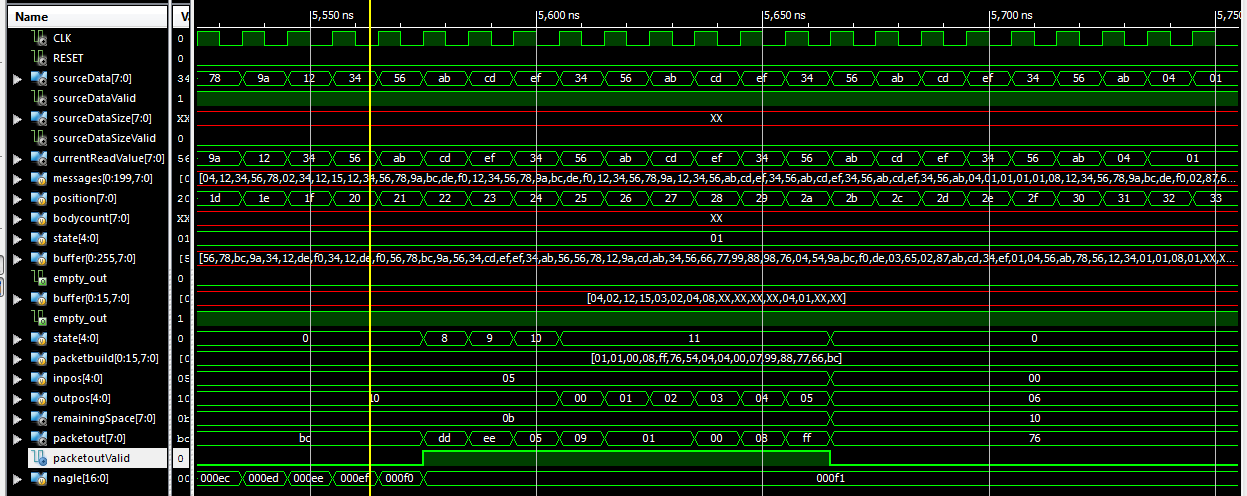 Name V 5,550 ns 5,600 ns 5,650 ns 5,700 ns 5,750
CLK 0
RESET 0
sourceData[7:0] 34 78 9a 12 34 56 ab cd ef 34 56 ab cd ef 34 56 ab cd ef 34 56 ab 04 01
sourceDataValid 1
sourceDataSize[7:0] XX XX
sourceDataSizeValid 0
currentReadValue[7:0] 56 9a 12 34 56 ab cd ef 34 56 ab cd ef 34 56 ab cd ef 34 56 ab 04 01
messages[0:199,7:0] [0 [04,12,34,56,78,02,34,12,15,12,34,56,78,9a,bc,de,f0,12,34,56,78,9a,bc,de,f0,12,34,56,78,9a,12,34,56,ab,cd,ef,34,56,ab,cd,ef,34,56,ab,cd,ef,34,56,ab,04,01,01,01,01,08,12,34,56,78,9a,bc,de,f0,02,87,6...
position[7:0] 20 1d 1e 1f 20 21 22 23 24 25 26 27 28 29 2a 2b 2c 2d 2e 2f 30 31 32 33
bodycount[7:0] XX XX
state[4:0] 01 01
buffer[0:255,7:0] [5 [56,78,bc,9a,34,12,de,f0,34,12,de,f0,56,78,bc,9a,56,34,cd,ef,ef,34,ab,56,56,78,12,9a,cd,ab,34,56,66,77,99,88,98,76,04,54,9a,bc,f0,de,03,65,02,87,ab,cd,34,ef,01,04,56,ab,78,56,12,34,01,01,08,01,XX,X...
empty_out 0
buffer[0:15,7:0] [0 [04,02,12,15,03,02,04,08,XX,XX,XX,XX,04,01,XX,XX]
empty_out 1
state[4:0] 0 0 8 9 10 11 0
packetbuild[0:15,7:0] [0 [01,01,00,08,ff,76,54,04,04,00,07,99,88,77,66,bc]
inpos[4:0] 05 05 00
outpos[4:0] 10 10 00 01 02 03 04 05 06
remainingSpace[7:0] 0b 0b 10
packetout[7:0] bc bc dd ee 05 09 01 00 08 ff 76
packetoutValid 0
nagle[16:0] 00 000ec 000ed 000ee 000ef 000f0 000f1